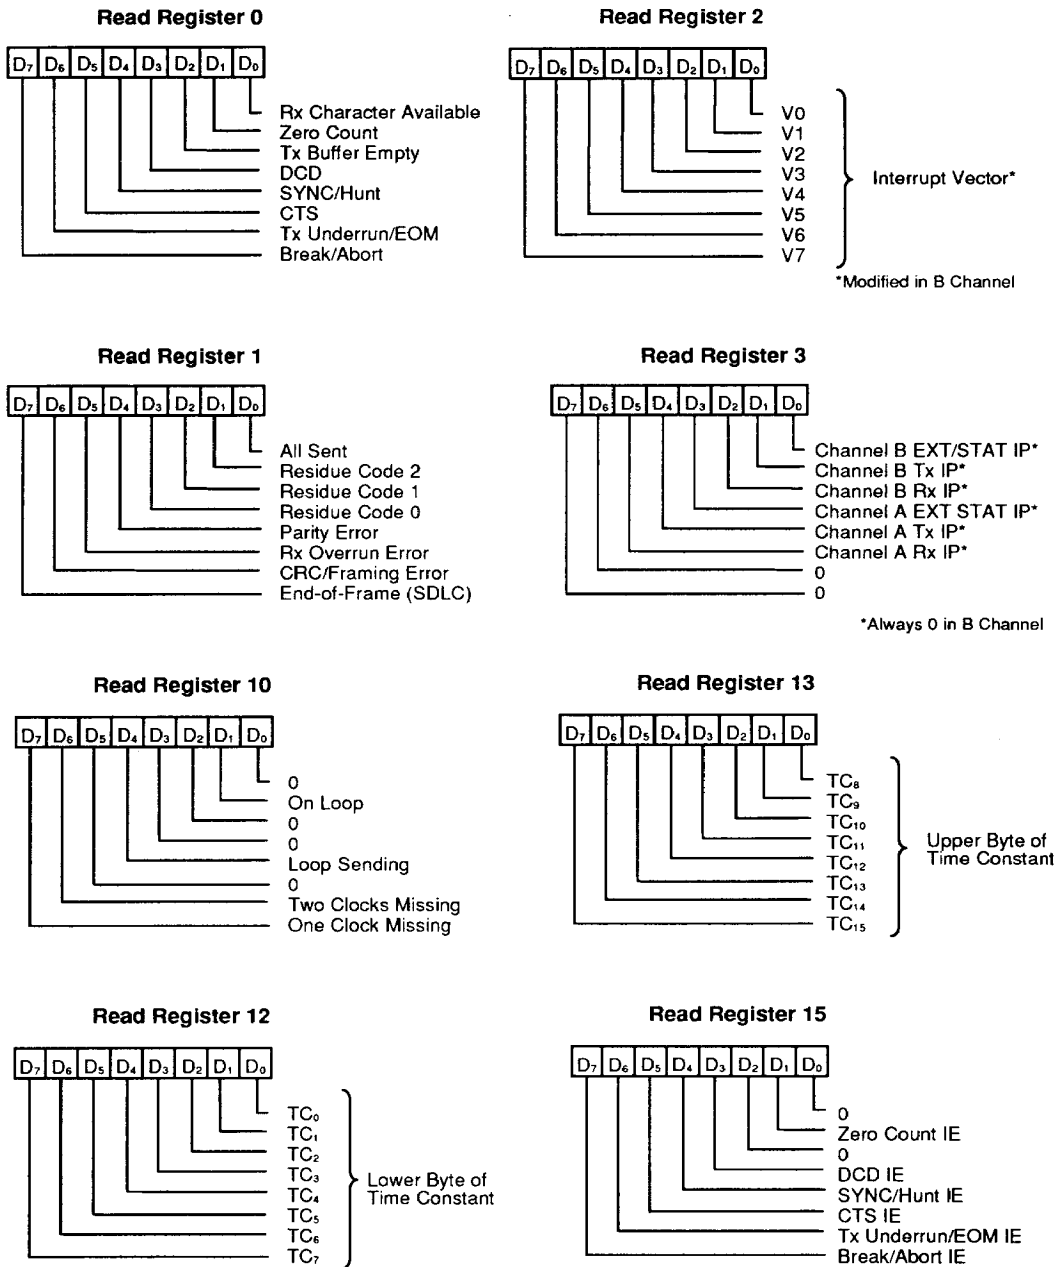 Read Register 0
D₇ D₆ D₅ D₄ D₃ D₂ D₁ D₀
Rx Character Available
Zero Count
Tx Buffer Empty
DCD
SYNC/Hunt
CTS
Tx Underrun/EOM
Break/Abort
Read Register 2
D₇ D₆ D₅ D₄ D₃ D₂ D₁ D₀
V0
V1
V2
V3
V4
V5
V6
V7
Interrupt Vector*
*Modified in B Channel
Read Register 1
D₇ D₆ D₅ D₄ D₃ D₂ D₁ D₀
All Sent
Residue Code 2
Residue Code 1
Residue Code 0
Parity Error
Rx Overrun Error
CRC/Framing Error
End-of-Frame (SDLC)
Read Register 3
D₇ D₆ D₅ D₄ D₃ D₂ D₁ D₀
Channel B EXT/STAT IP*
Channel B Tx IP*
Channel B Rx IP*
Channel A EXT STAT IP*
Channel A Tx IP*
Channel A Rx IP*
0
0
*Always 0 in B Channel
Read Register 10
D₇ D₆ D₅ D₄ D₃ D₂ D₁ D₀
0
On Loop
0
0
Loop Sending
0
Two Clocks Missing
One Clock Missing
Read Register 13
D₇ D₆ D₅ D₄ D₃ D₂ D₁ D₀
TC₈
TC₉
TC₁₀
TC₁₁
TC₁₂
TC₁₃
TC₁₄
TC₁₅
Upper Byte of
Time Constant
Read Register 12
D₇ D₆ D₅ D₄ D₃ D₂ D₁ D₀
TC₀
TC₁
TC₂
TC₃
TC₄
TC₅
TC₆
TC₇
Lower Byte of
Time Constant
Read Register 15
D₇ D₆ D₅ D₄ D₃ D₂ D₁ D₀
0
Zero Count IE
0
DCD IE
SYNC/Hunt IE
CTS IE
Tx Underrun/EOM IE
Break/Abort IE